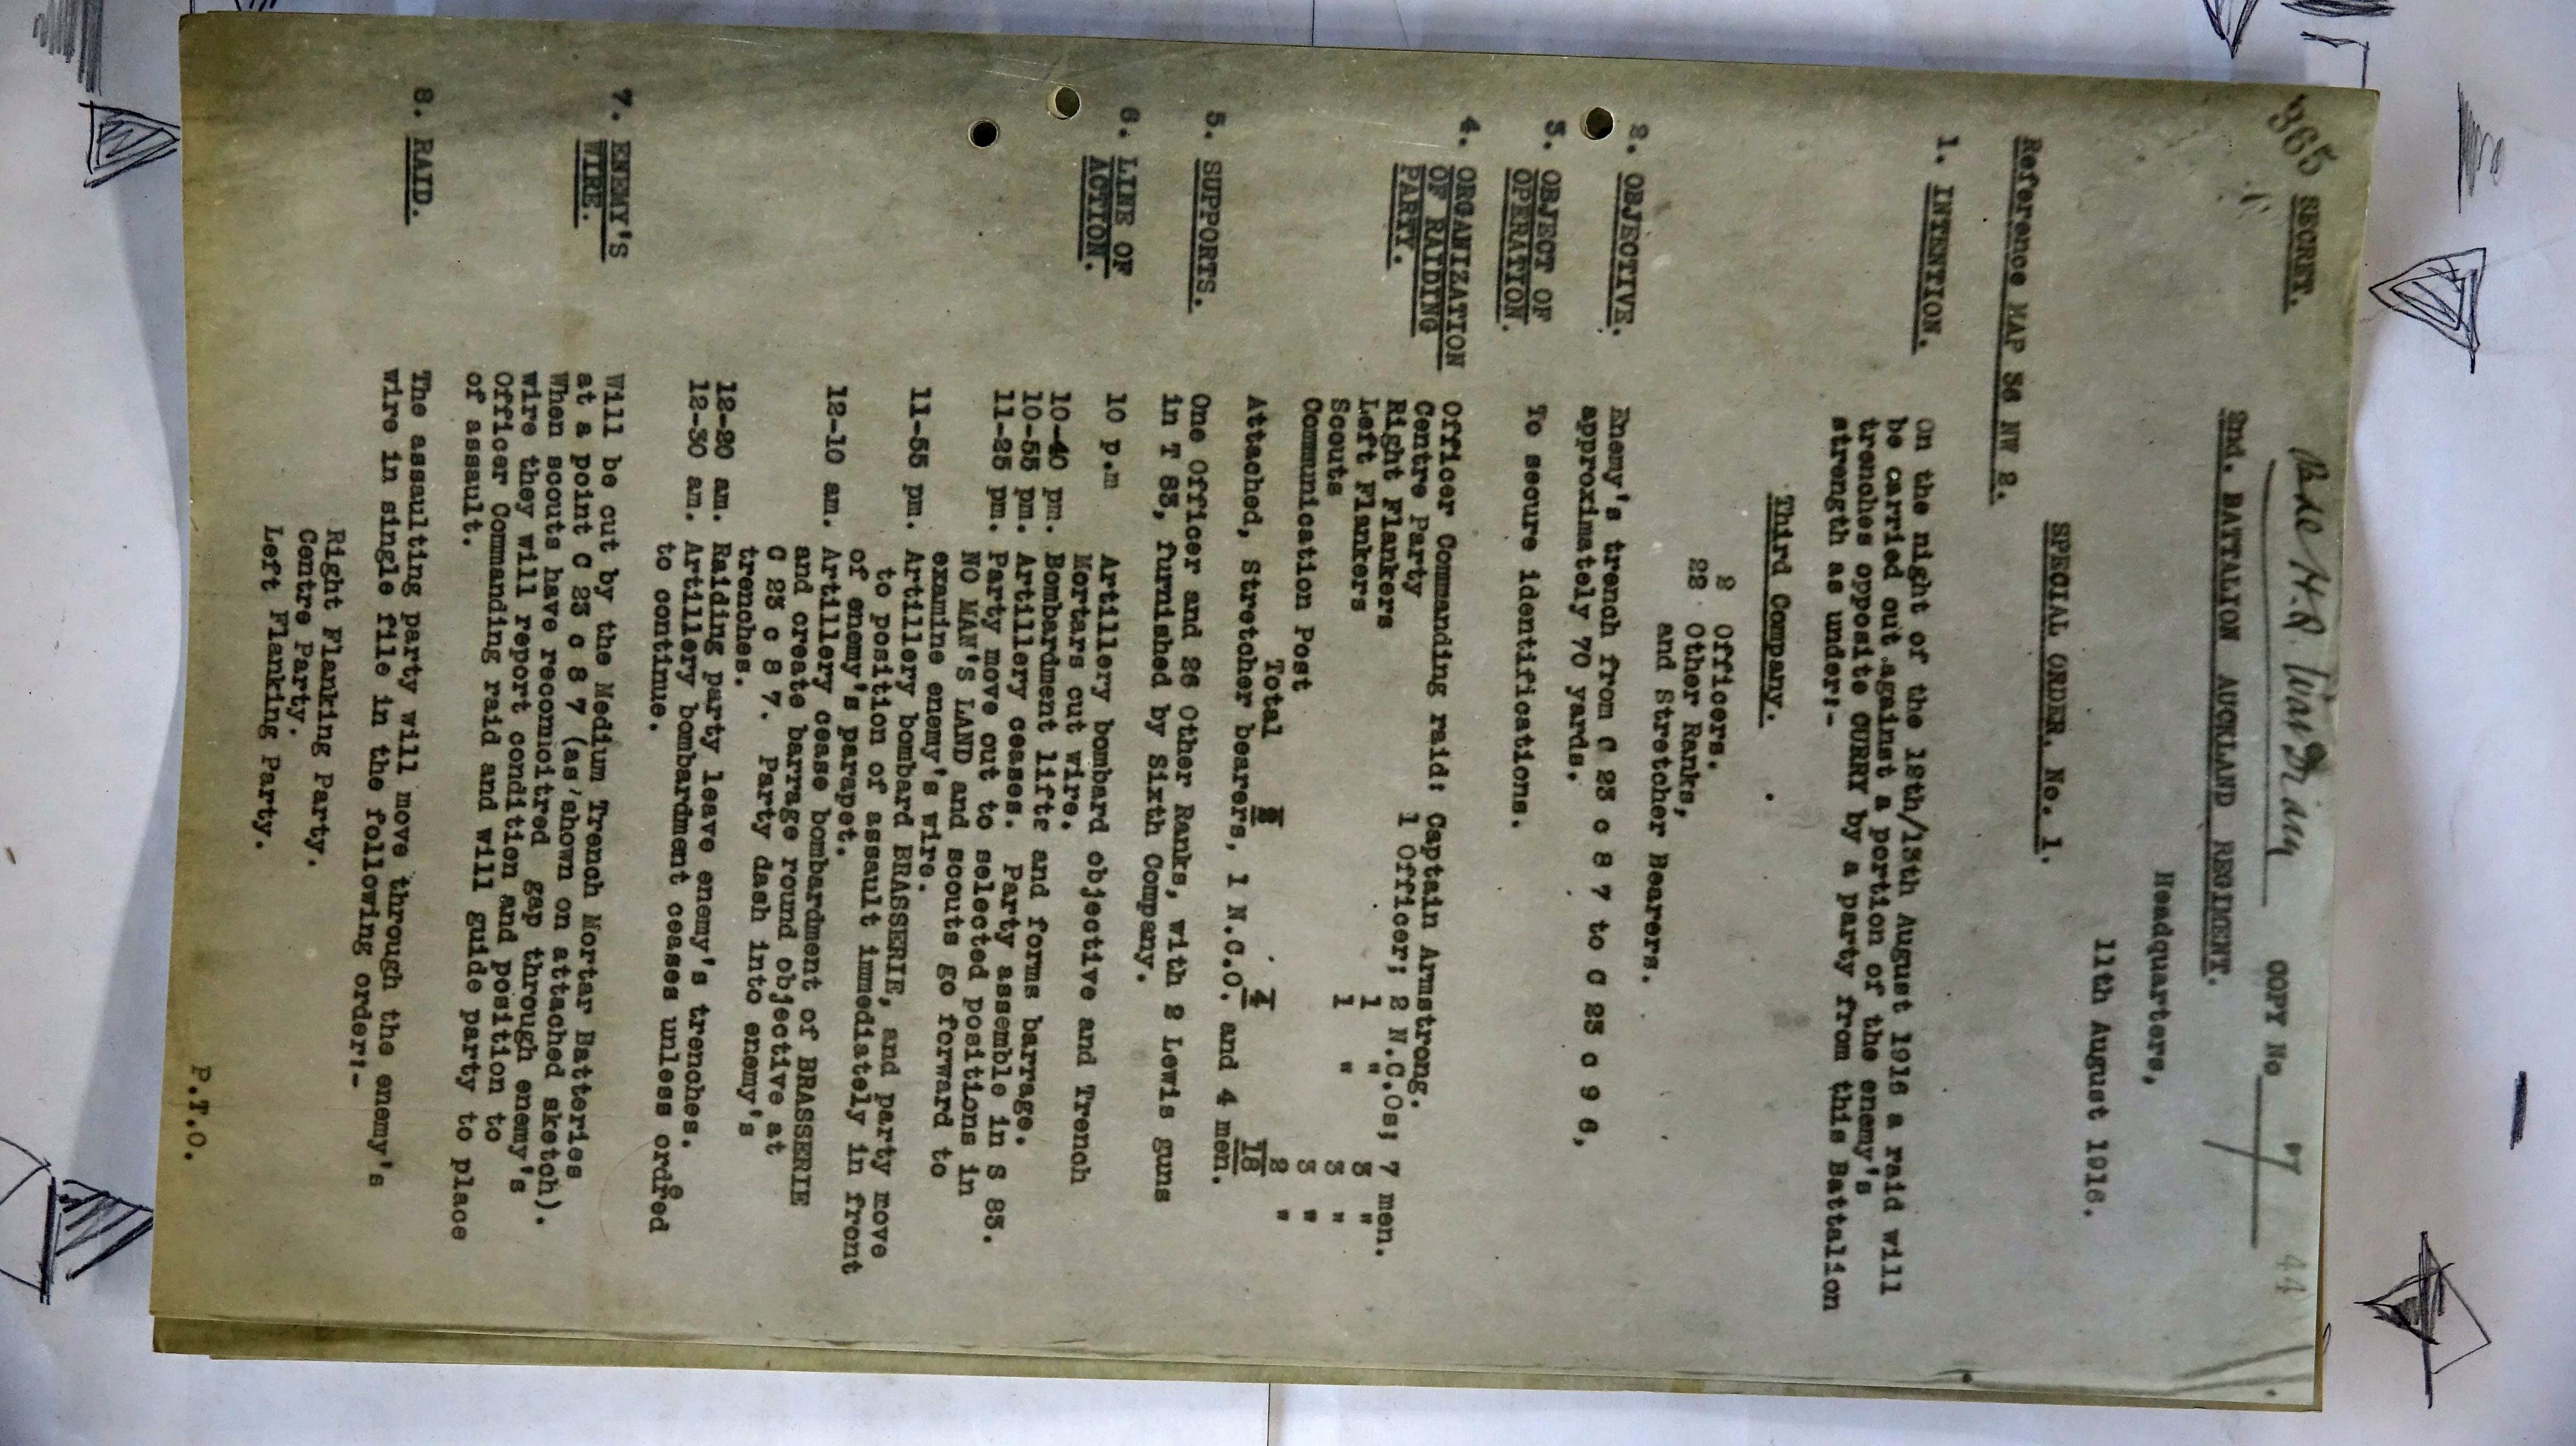 365 SECRET.
COPY No 7
44
2nd. BATTALION AUCKLAND REGIMENT.
Headquarters,
11th August 1916.
SPECIAL ORDER. No. 1.
Reference MAP 36 NW 2.
1. INTENTION. On the night of the 12th/13th August 1916 a raid will
be carried out against a portion of the enemy's
trenches opposite CURRY by a party from this Battalion
strength as under:-
Third Company.
2 Officers.
22 Other Ranks,
and Stretcher Bearers.
2. OBJECTIVE. Enemy's trench from C 23 c 8 7 to C 23 c 9 6,
approximately 70 yards.
3. OBJECT OF OPERATION. To secure identifications.
4. ORGANIZATION OF RAIDING PARTY. Officer Commanding raid: Captain Armstrong.
Centre Party 1 Officer; 2 N.C.Os; 7 men.
Right Flankers 1 " 3 "
Left Flankers 1 " 3 "
Scouts 3 "
Communication Post 2 "
Total 2 4 18
Attached, Stretcher bearers, 1 N.C.O. and 4 men.
5. SUPPORTS. One Officer and 26 Other Ranks, with 2 Lewis guns
in T 83, furnished by Sixth Company.
6. LINE OF ACTION. 10 p.m Artillery bombard objective and Trench
Mortars cut wire.
10-40 pm. Bombardment lifts and forms barrage.
10-55 pm. Artillery ceases. Party assemble in S 83.
11-25 pm. Party move out to selected positions in
NO MAN'S LAND and scouts go forward to
examine enemy's wire.
11-55 pm. Artillery bombard BRASSERIE, and party move
to position of assault immediately in front
of enemy's parapet.
12-10 am. Artillery cease bombardment of BRASSERIE
and create barrage round objective at
C 23 c 8 7. Party dash into enemy's
trenches.
12-20 am. Raiding party leave enemy's trenches.
12-30 am. Artillery bombardment ceases unless ordred
to continue.
7. ENEMY'S WIRE. Will be cut by the Medium Trench Mortar Batteries
at a point C 23 c 8 7 (as shown on attached sketch).
When scouts have reconnoitred gap through enemy's
wire they will report condition and position to
Officer Commanding raid and will guide party to place
of assault.
8. RAID. The assaulting party will move through the enemy's
wire in single file in the following order:-
Right Flanking Party.
Centre Party.
Left Flanking Party.
P.T.O.